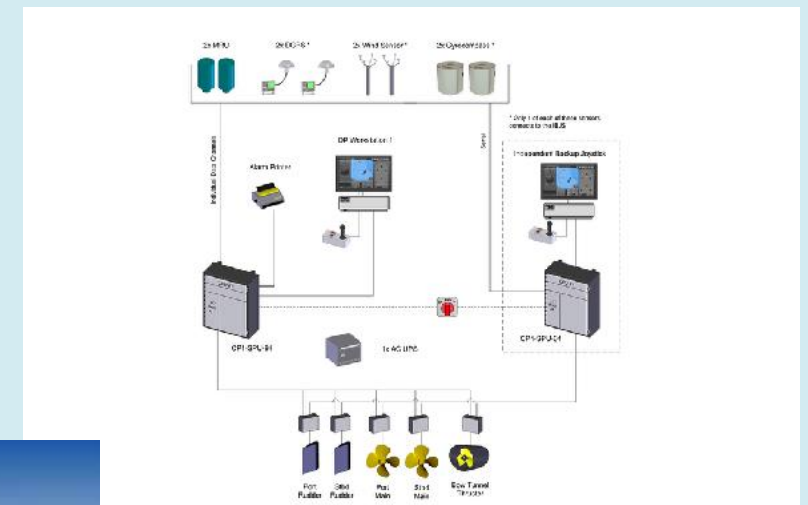 2x MRU
2x DGPS *
2x Wind Sensor *
2x Gyrocompass *
* Only 1 of each of these sensors
connects to the IBJS
Individual Data Channels
Serial
DP Workstation 1
Alarm Printer
Independent Backup Joystick
1x AC UPS
Port
Rudder
Stbd
Rudder
Port
Main
Stbd
Main
Bow Tunnel
Thruster